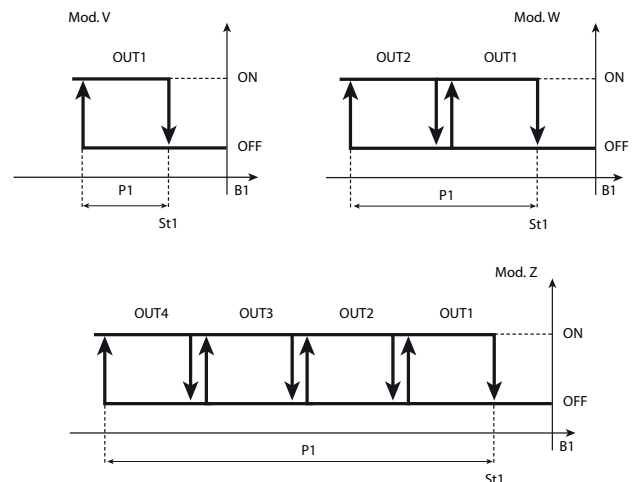 Mod. V
OUT1
ON
OFF
P1
B1
St1
Mod. W
OUT2 OUT1
ON
OFF
P1
B1
St1
Mod. Z
OUT4 OUT3 OUT2 OUT1
ON
OFF
P1
B1
St1